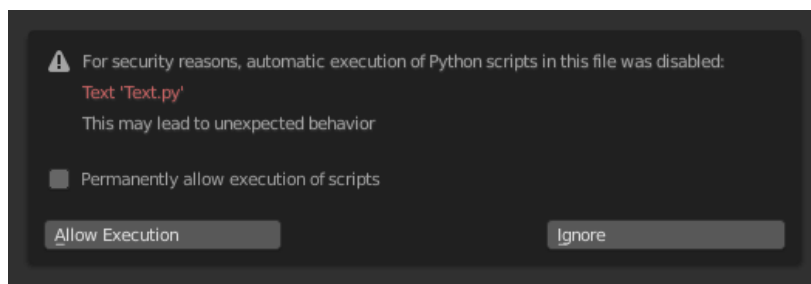 For security reasons, automatic execution of Python scripts in this file was disabled:
Text 'Text.py'
This may lead to unexpected behavior
Permanently allow execution of scripts
Allow Execution
Ignore